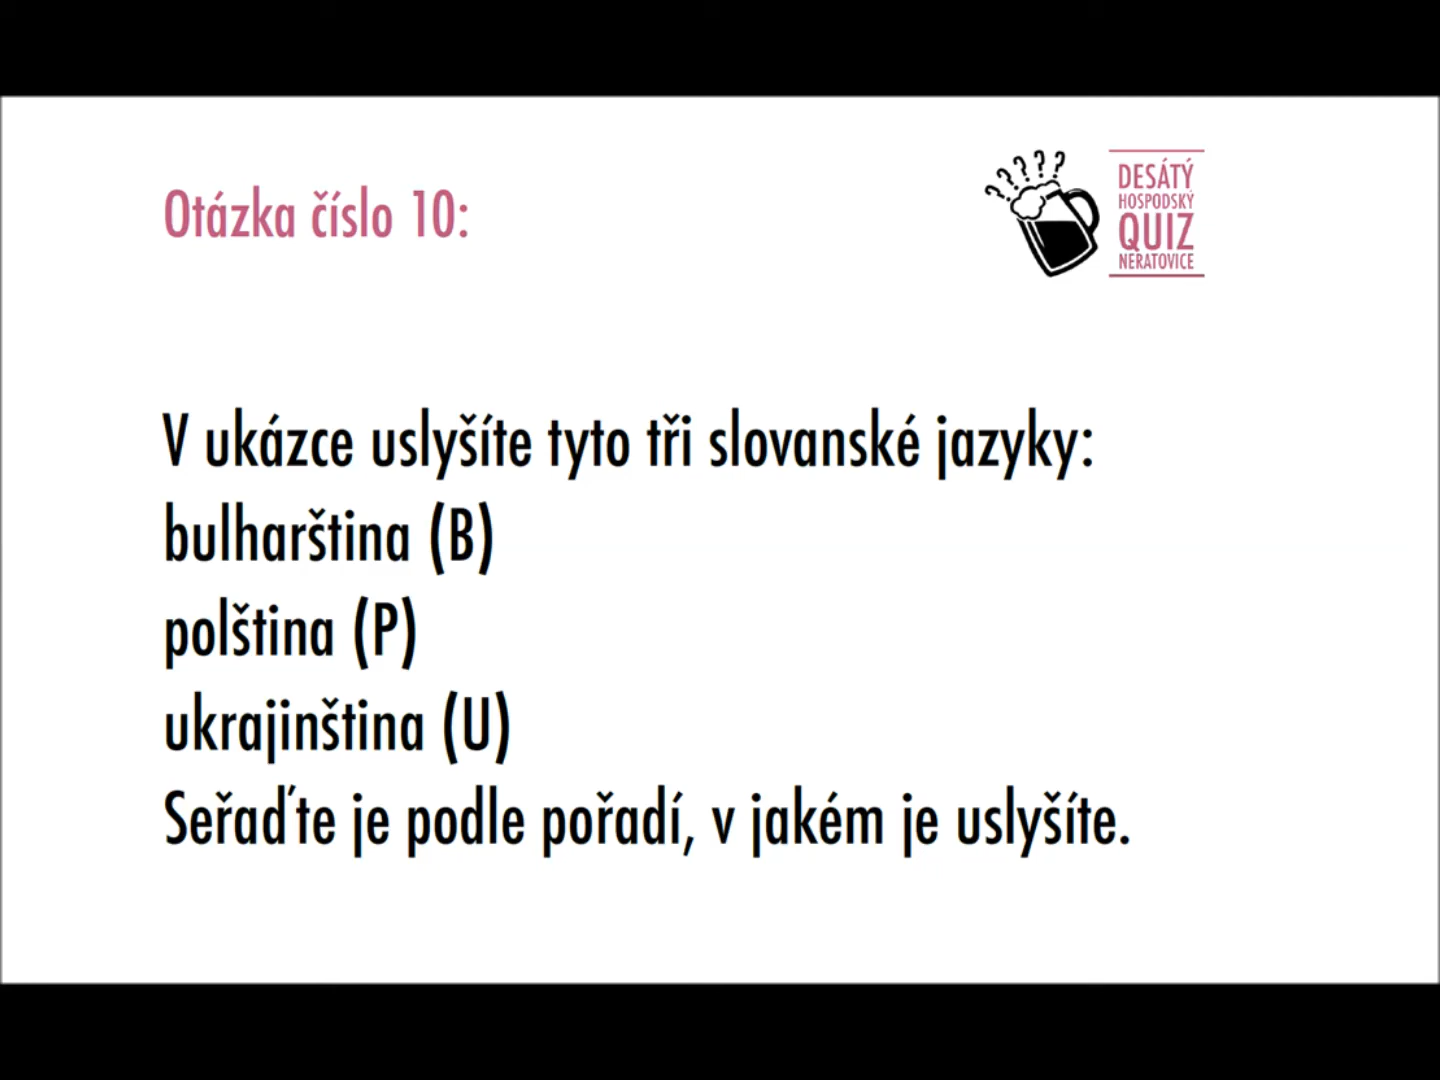 Otázka číslo 10:
DESÁTÝ
HOSPODSKÝ
QUIZ
NERATOVICE
V ukázce uslyšíte tyto tři slovanské jazyky:
bulharština (B)
polština (P)
ukrajinština (U)
Seřaďte je podle pořadí, v jakém je uslyšíte.